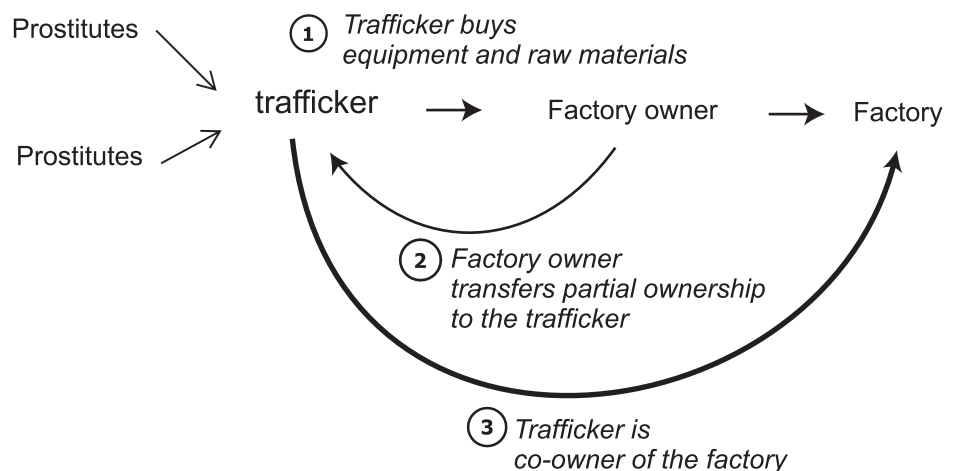 Prostitutes
1 Trafficker buys
equipment and raw materials
trafficker
Factory owner
Factory
Prostitutes
2 Factory owner
transfers partial ownership
to the trafficker
3 Trafficker is
co-owner of the factory